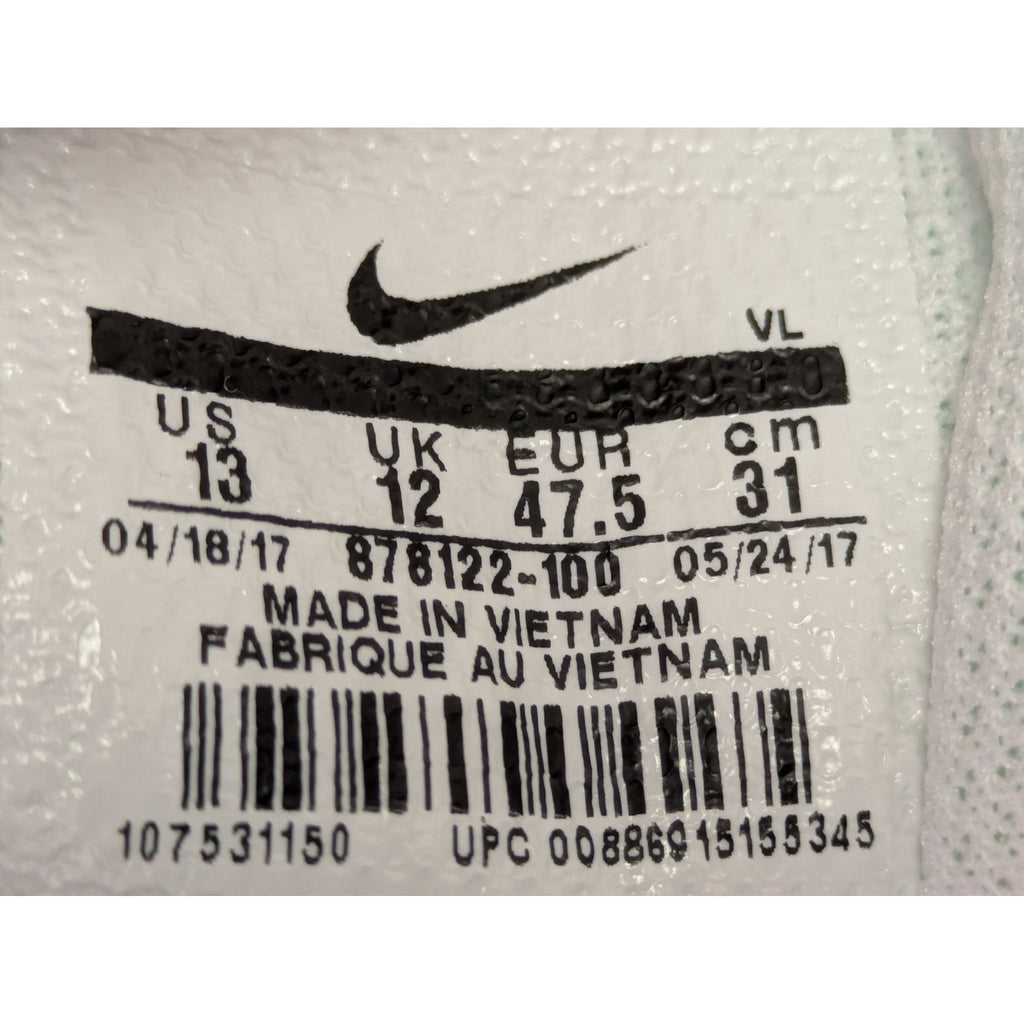 VL
US UK EUR cm
13 12 47.5 31
04/18/17 878122-100 05/24/17
MADE IN VIETNAM
FABRIQUE AU VIETNAM
107531150 UPC 00886915155345